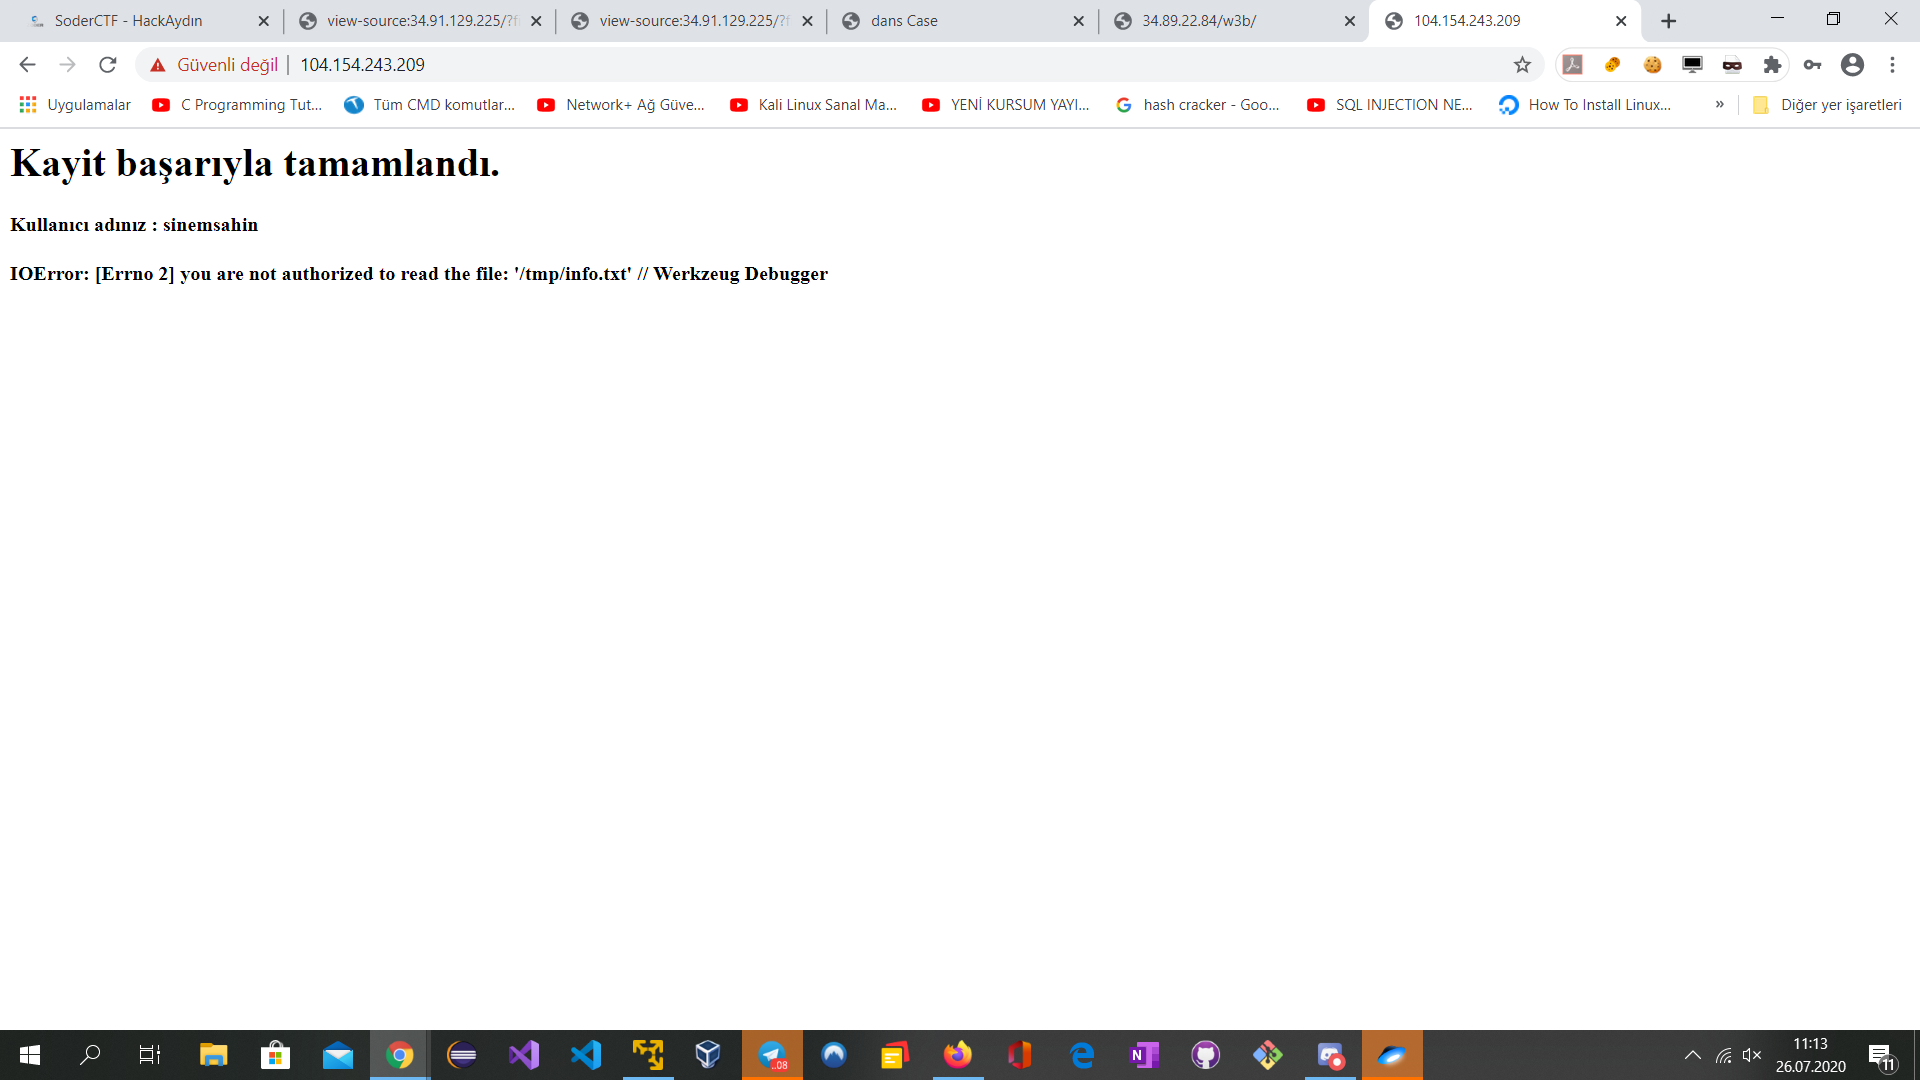 SoderCTF - HackAydın
view-source:34.91.129.225/?f
view-source:34.91.129.225/?f
dans Case
34.89.22.84/w3b/
104.154.243.209
Güvenli değil
104.154.243.209
Uygulamalar
C Programming Tut...
Tüm CMD komutlar...
Network+ Ağ Güve...
Kali Linux Sanal Ma...
YENİ KURSUM YAYI...
hash cracker - Goo...
SQL INJECTION NE...
How To Install Linux...
»
Diğer yer işaretleri
Kayit başarıyla tamamlandı.
Kullanıcı adınız : sinemsahin
IOError: [Errno 2] you are not authorized to read the file: '/tmp/info.txt' // Werkzeug Debugger
..08
N
11:13
26.07.2020
11